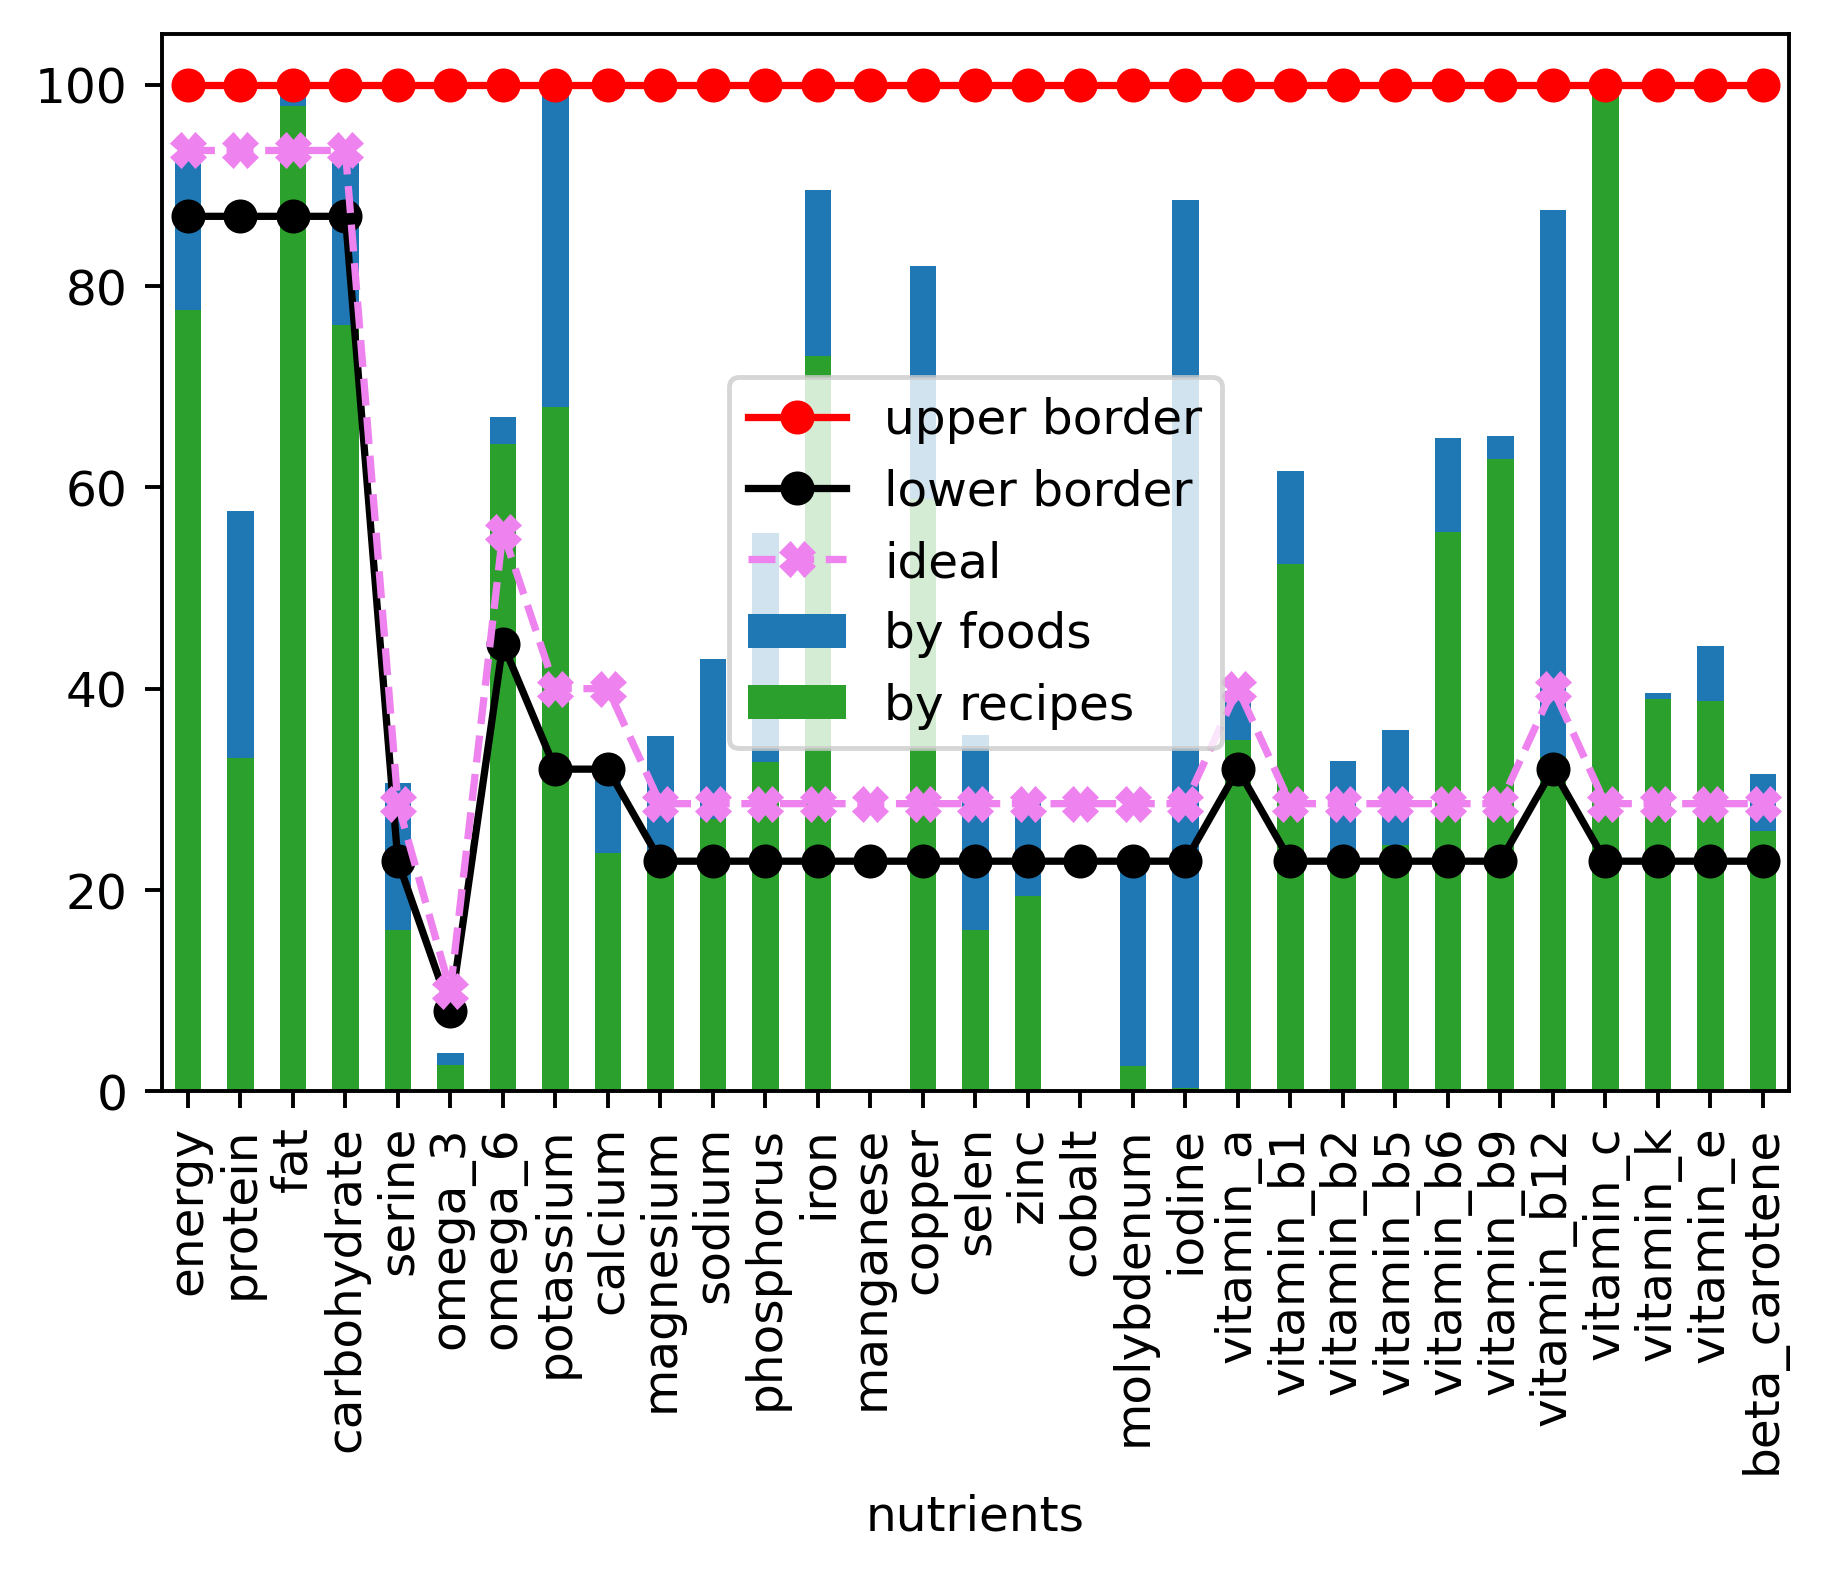 100
80
60
40
20
0
upper border
lower border
ideal
by foods
by recipes
energy
protein
fat
carbohydrate
serine
omega_3
omega_6
potassium
calcium
magnesium
sodium
phosphorus
iron
manganese
copper
selen
zinc
cobalt
molybdenum
iodine
vitamin_a
vitamin_b1
vitamin_b2
vitamin_b5
vitamin_b6
vitamin_b9
vitamin_b12
vitamin_c
vitamin_k
vitamin_e
beta_carotene
nutrients